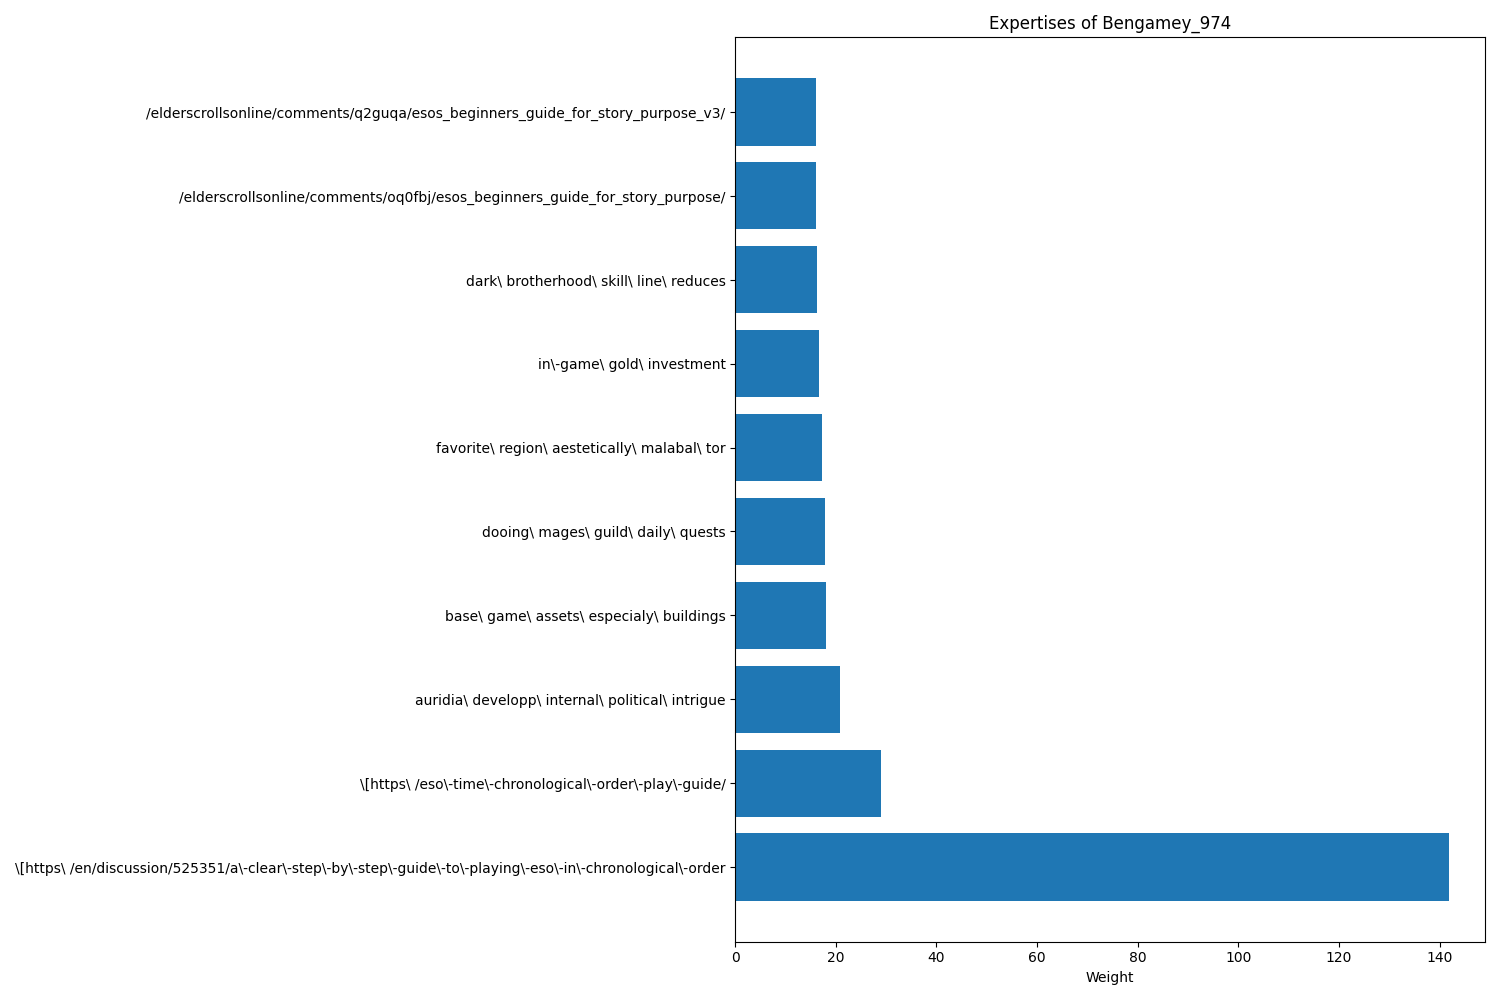 Expertises of Bengamey_974
/elderscrollsonline/comments/q2guqa/esos_beginners_guide_for_story_purpose_v3/
/elderscrollsonline/comments/oq0fbj/esos_beginners_guide_for_story_purpose/
dark\ brotherhood\ skill\ line\ reduces
in\-game\ gold\ investment
favorite\ region\ aestetically\ malabal\ tor
dooing\ mages\ guild\ daily\ quests
base\ game\ assets\ especialy\ buildings
auridia\ developp\ internal\ political\ intrigue
\[https\ /eso\-time\-chronological\-order\-play\-guide/
\[https\ /en/discussion/525351/a\-clear\-step\-by\-step\-guide\-to\-playing\-eso\-in\-chronological\-order
0 20 40 60 80 100 120 140
Weight